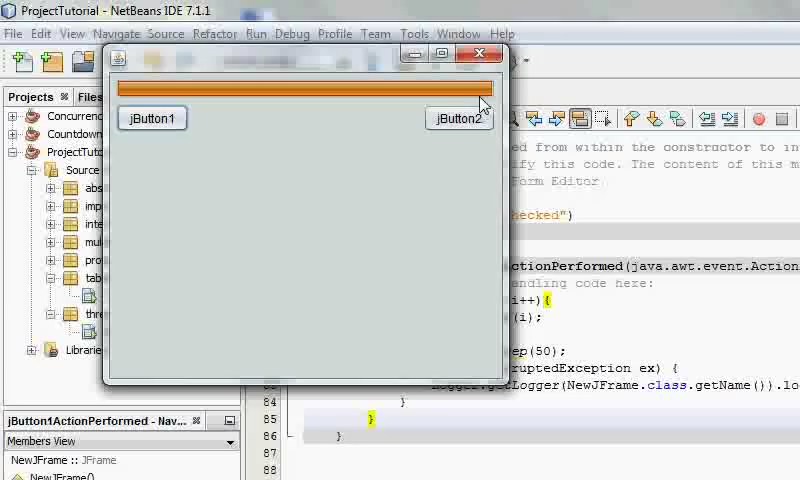 ProjectTutorial - NetBeans IDE 7.1.1
File Edit View Navigate Source Refactor Run Debug Profile Team Tools Window Help
Projects Files
Concurrenc
Countdown
ProjectTuto
Source
abs
imp
inte
mul
pro
tab
thre
Librarie
jButton1
jButton2
ed from within the constructor to in
ify this code. The content of this m
Form Editor.
hecked")
ctionPerformed(java.awt.event.Action
ndling code here:
i++){
(i);
ep(50);
ruptedException ex) {
Logger.getLogger(NewJFrame.class.getName()).lo
84 }
85 }
86 }
87
88
jButton1ActionPerformed - Nav...
Members View
NewJFrame :: JFrame
NewJFrame()